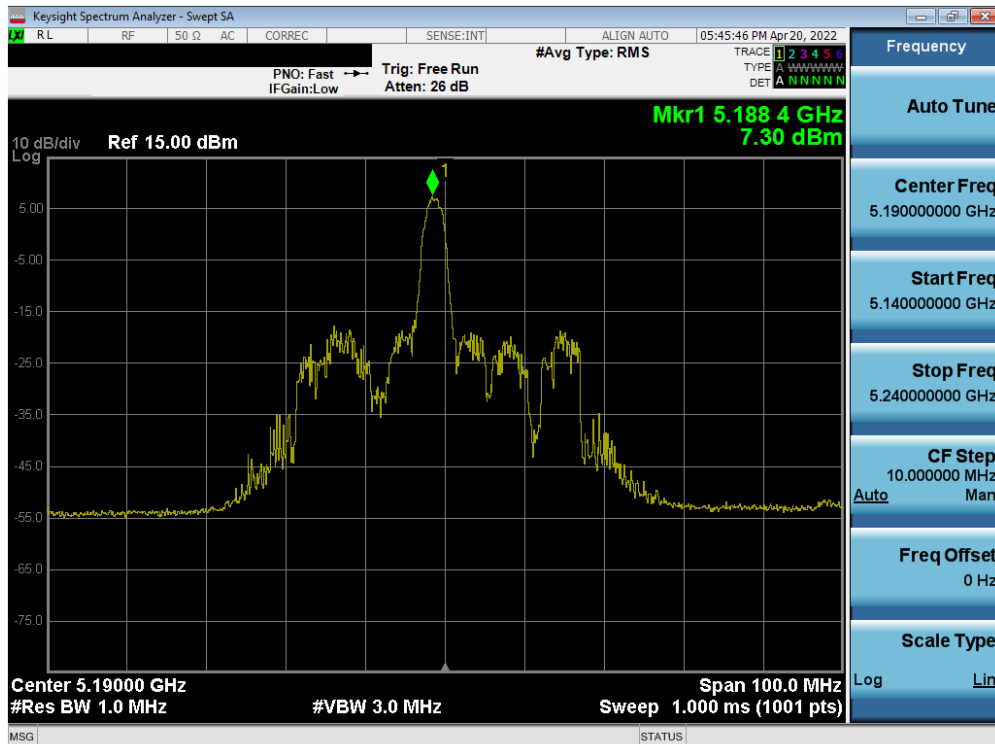 Keysight Spectrum Analyzer - Swept SA
LXI RL RF 50 Ω AC CORREC SENSE:INT ALIGN AUTO 05:45:46 PM Apr 20, 2022
#Avg Type: RMS
TRACE 1 2 3 4 5 6
PNO: Fast Trig: Free Run TYPE A WWWWW
IFGain:Low Atten: 26 dB DET A N N N N N
Mkr1 5.188 4 GHz
7.30 dBm
10 dB/div Ref 15.00 dBm
Log
1
5.00
-5.00
-15.0
-25.0
-35.0
-45.0
-55.0
-65.0
-75.0
Center 5.19000 GHz Span 100.0 MHz
#Res BW 1.0 MHz #VBW 3.0 MHz Sweep 1.000 ms (1001 pts)
MSG STATUS
Frequency
Auto Tune
Center Freq
5.190000000 GHz
Start Freq
5.140000000 GHz
Stop Freq
5.240000000 GHz
CF Step
10.000000 MHz
Auto Man
Freq Offset
0 Hz
Scale Type
Log Lin